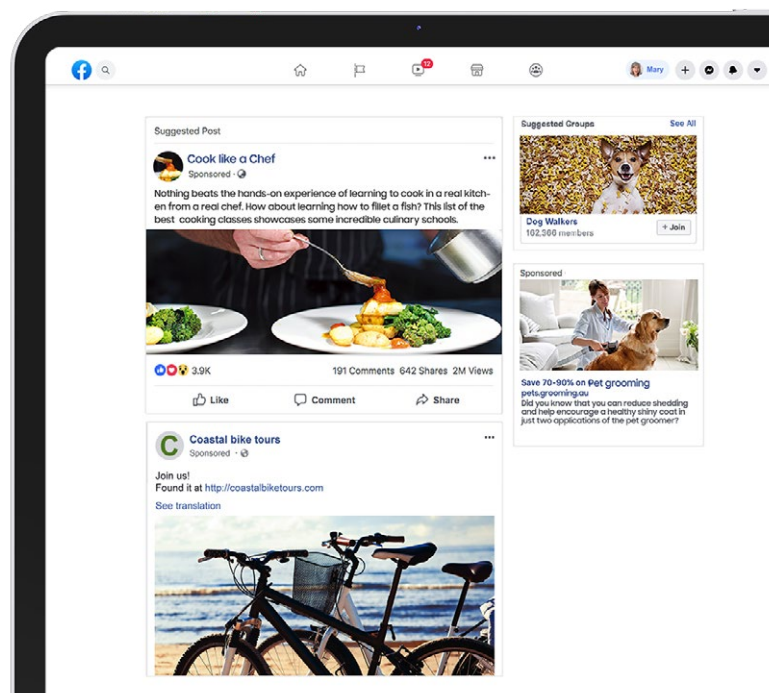 12
Mary
Suggested Post
Cook like a Chef
Sponsored ·
Nothing beats the hands-on experience of learning to cook in a real kitch-
en from a real chef. How about learning how to fillet a fish? This list of the
best cooking classes showcases some incredible culinary schools.
3.9K
191 Comments 642 Shares 2M Views
Like
Comment
Share
C
Coastal bike tours
Sponsored ·
Join us!
Found it at http://coastalbiketours.com
See translation
Suggested Groups
See All
Dog Walkers
162,366 members
+ Join
Sponsored
Save 70-90% on Pet grooming
pets.grooming.au
Did you know that you can reduce shedding
and help encourage a healthy shiny coat in
just two applications of the pet groomer?